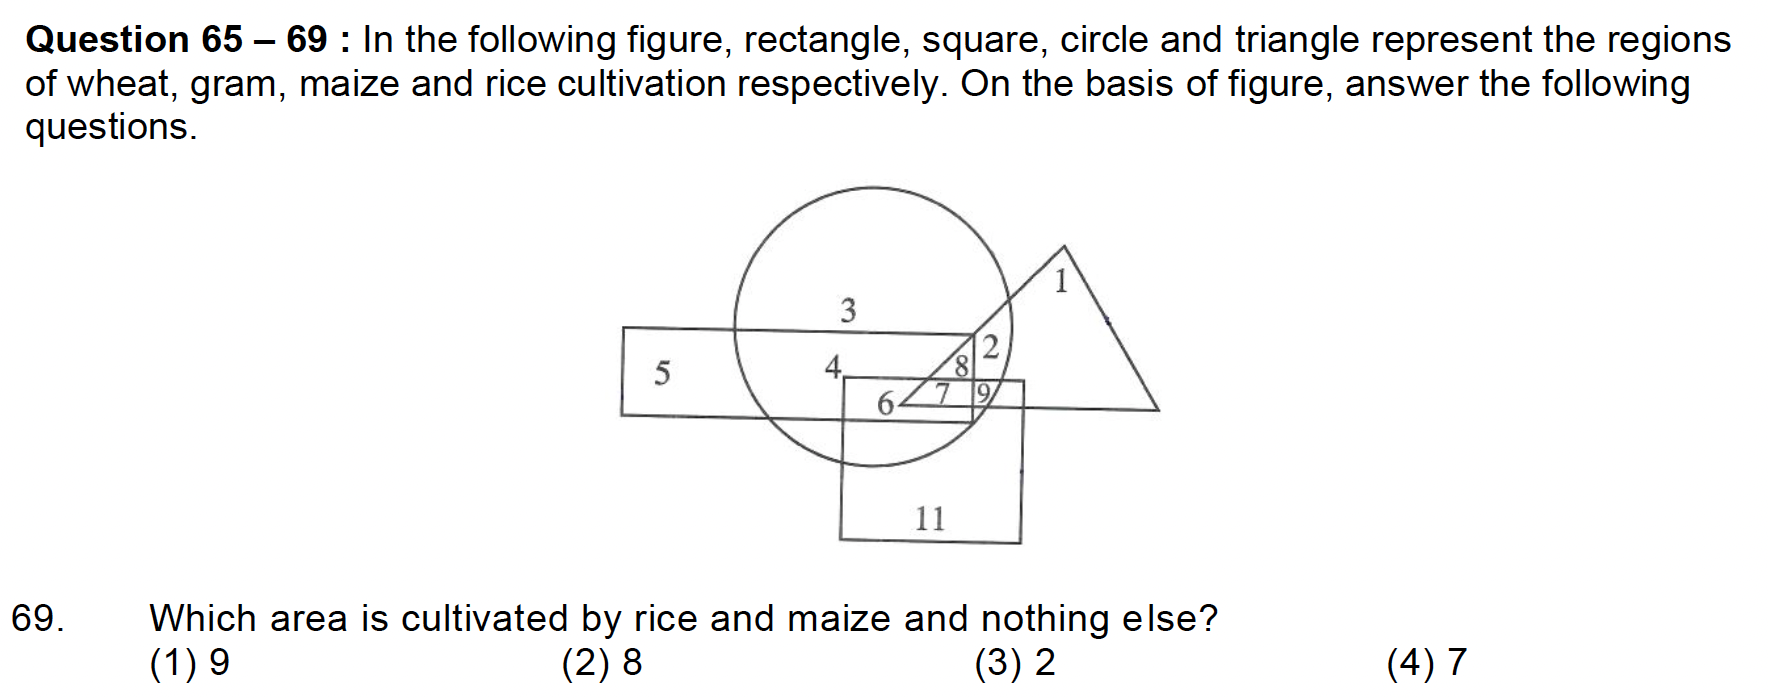 Question 65 – 69 : In the following figure, rectangle, square, circle and triangle represent the regions
of wheat, gram, maize and rice cultivation respectively. On the basis of figure, answer the following
questions.
1
3
2
4
8
5
6
7
9
11
69. Which area is cultivated by rice and maize and nothing else?
(1) 9 (2) 8 (3) 2 (4) 7